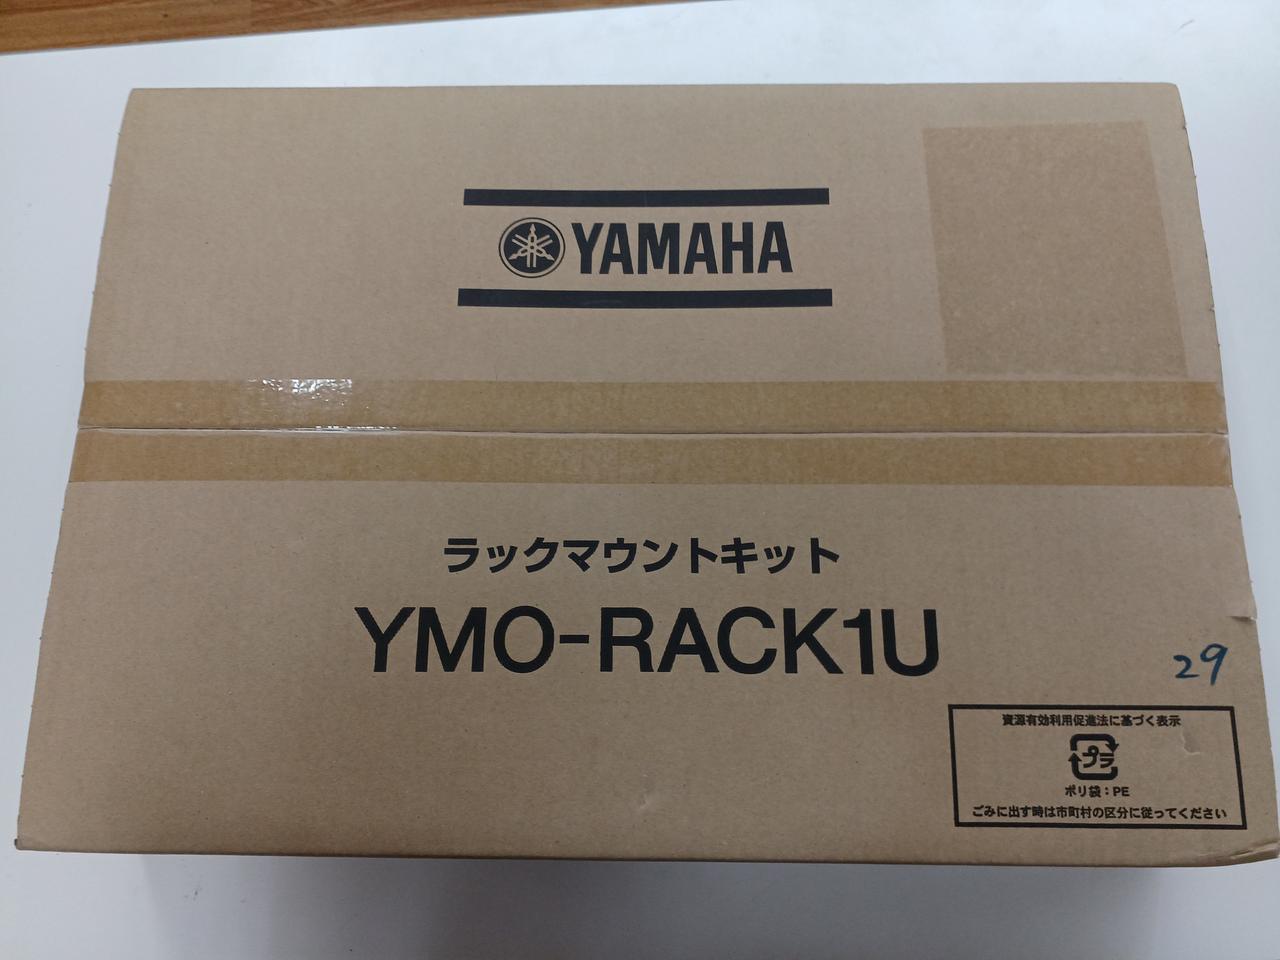 YAMAHA
ラックマウントキット
YMO-RACK1U
29
資源有効利用促進法に基づく表示
プラ
ポリ袋：PE
ごみに出す時は市町村の区分に従ってください